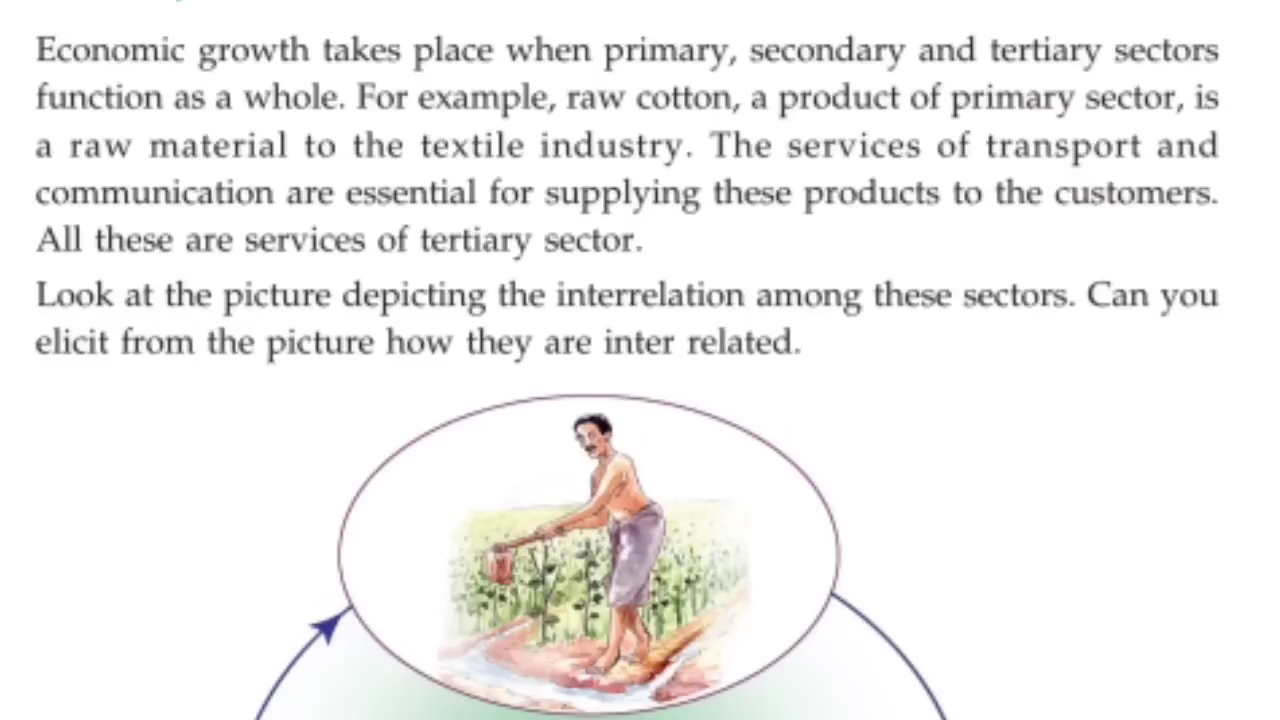 Economic growth takes place when primary, secondary and tertiary sectors
function as a whole. For example, raw cotton, a product of primary sector, is
a raw material to the textile industry. The services of transport and
communication are essential for supplying these products to the customers.
All these are services of tertiary sector.
Look at the picture depicting the interrelation among these sectors. Can you
elicit from the picture how they are inter related.